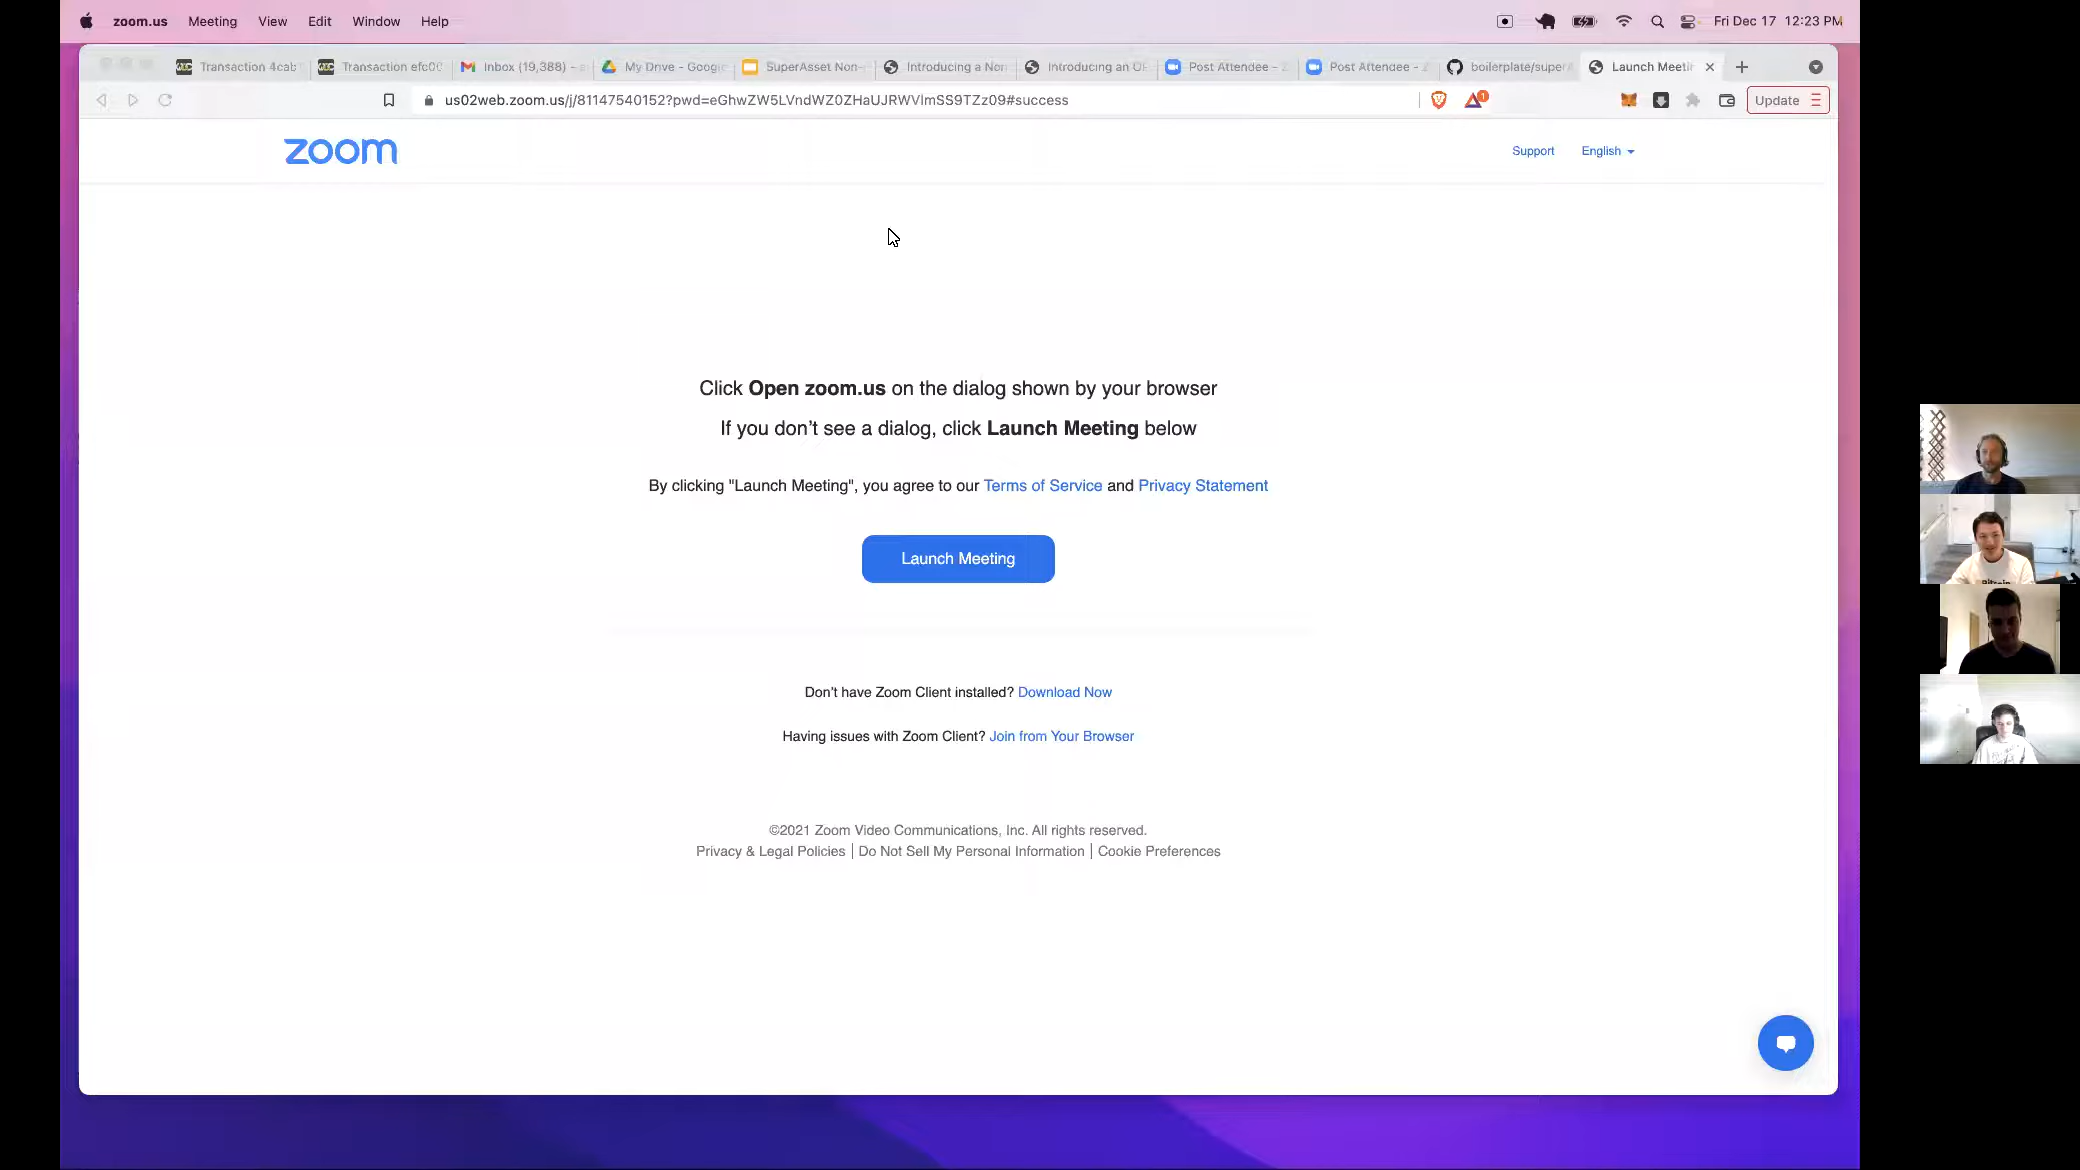 zoom.us Meeting View Edit Window Help Fri Dec 17 12:23 PM
Transaction 4cab Transaction efc00 Inbox (19,388) - a My Drive - Google SuperAsset Non- Introducing a Non Introducing an Post Attendee - Z Post Attendee - Z boilerplate/superA Launch Meetin
us02web.zoom.us/j/81147540152?pwd=eGhwZW5LVndWZ0ZHaUJRWVlmSS9TZz09#success 1 Update
zoom Support English
Click Open zoom.us on the dialog shown by your browser
If you don't see a dialog, click Launch Meeting below
By clicking "Launch Meeting", you agree to our Terms of Service and Privacy Statement
Launch Meeting
Don't have Zoom Client installed? Download Now
Having issues with Zoom Client? Join from Your Browser
©2021 Zoom Video Communications, Inc. All rights reserved.
Privacy & Legal Policies | Do Not Sell My Personal Information | Cookie Preferences
Bitcoin